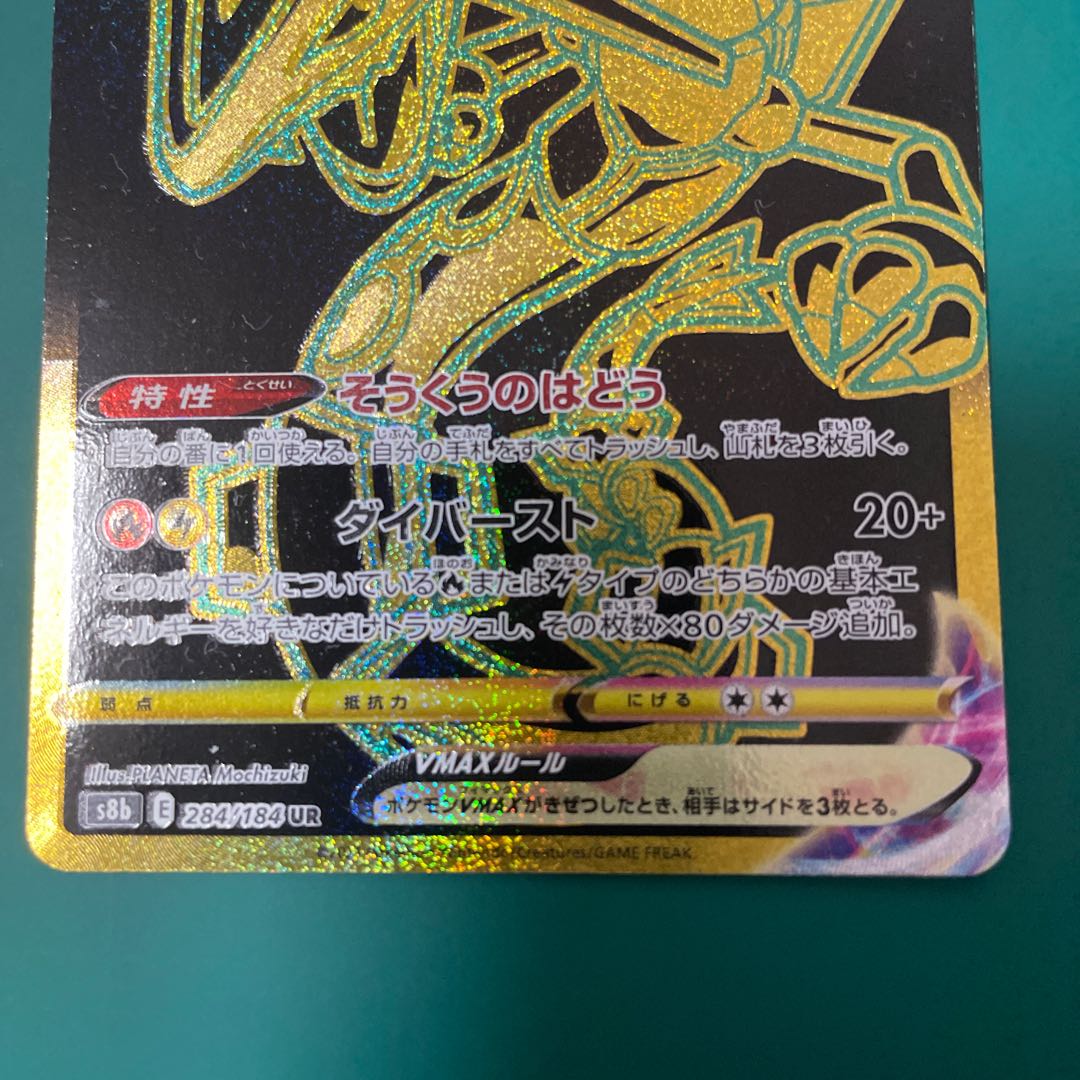 特性
とくせい
そうくうのはどう
自分の番に1回使える。自分の手札をすべてトラッシュし、山札を3枚引く。
ダイバースト 20+
このポケモンについているまたはタイプのどちらかの基本エ
ネルギーを好きなだけトラッシュし、その枚数×80ダメージ追加。
弱点 抵抗力 にげる
Illus. PLANETA Mochizuki
VMAXルール
ポケモンVMAXがきぜつしたとき、相手はサイドを3枚とる。
s8b E 284/184 UR
Creatures/GAME FREAK